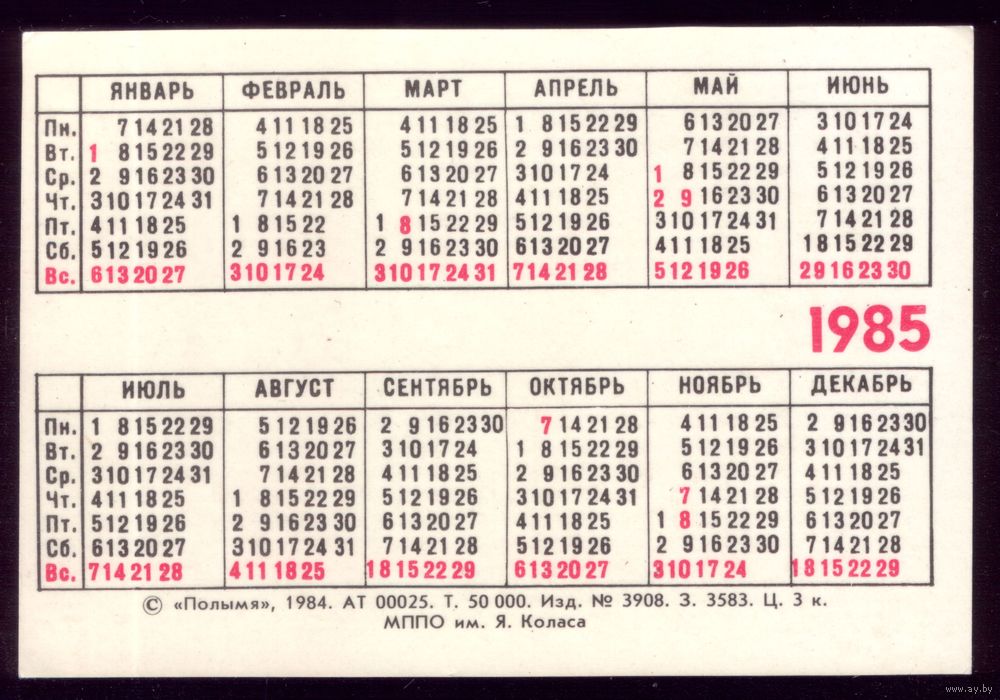 ЯНВАРЬ ФЕВРАЛЬ МАРТ АПРЕЛЬ МАЙ ИЮНЬ
Пн. 7 14 21 28 4 11 18 25 4 11 18 25 1 8 15 22 29 6 13 20 27 3 10 17 24
Вт. 1 8 15 22 29 5 12 19 26 5 12 19 26 2 9 16 23 30 7 14 21 28 4 11 18 25
Ср. 2 9 16 23 30 6 13 20 27 6 13 20 27 3 10 17 24 1 8 15 22 29 5 12 19 26
Чт. 3 10 17 24 31 7 14 21 28 7 14 21 28 4 11 18 25 2 9 16 23 30 6 13 20 27
Пт. 4 11 18 25 1 8 15 22 1 8 15 22 29 5 12 19 26 3 10 17 24 31 7 14 21 28
Сб. 5 12 19 26 2 9 16 23 2 9 16 23 30 6 13 20 27 4 11 18 25 1 8 15 22 29
Вс. 6 13 20 27 3 10 17 24 3 10 17 24 31 7 14 21 28 5 12 19 26 2 9 16 23 30
1985
ИЮЛЬ АВГУСТ СЕНТЯБРЬ ОКТЯБРЬ НОЯБРЬ ДЕКАБРЬ
Пн. 1 8 15 22 29 5 12 19 26 2 9 16 23 30 7 14 21 28 4 11 18 25 2 9 16 23 30
Вт. 2 9 16 23 30 6 13 20 27 3 10 17 24 1 8 15 22 29 5 12 19 26 3 10 17 24 31
Ср. 3 10 17 24 31 7 14 21 28 4 11 18 25 2 9 16 23 30 6 13 20 27 4 11 18 25
Чт. 4 11 18 25 1 8 15 22 29 5 12 19 26 3 10 17 24 31 7 14 21 28 5 12 19 26
Пт. 5 12 19 26 2 9 16 23 30 6 13 20 27 4 11 18 25 1 8 15 22 29 6 13 20 27
Сб. 6 13 20 27 3 10 17 24 31 7 14 21 28 5 12 19 26 2 9 16 23 30 7 14 21 28
Вс. 7 14 21 28 4 11 18 25 1 8 15 22 29 6 13 20 27 3 10 17 24 1 8 15 22 29
© «Полымя», 1984. АТ 00025. Т. 50 000. Изд. № 3908. З. 3583. Ц. 3 к.
МППО им. Я. Коласа
www.ay.by